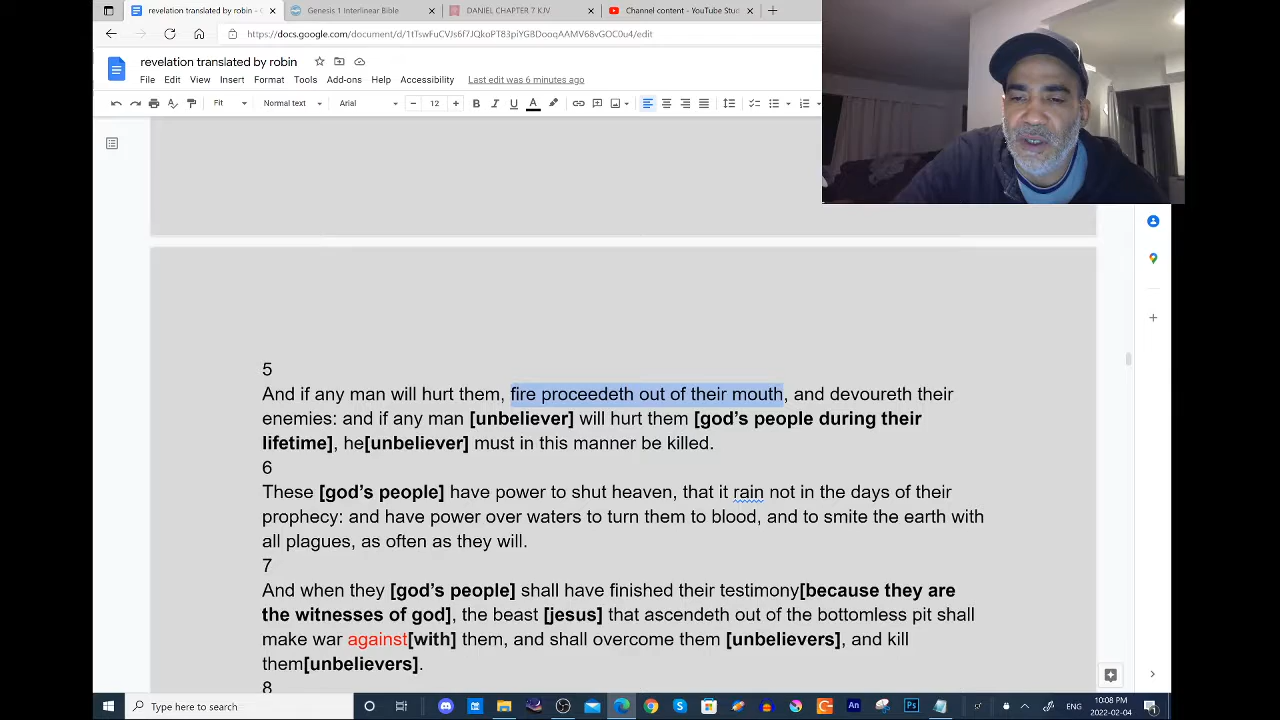 revelation translated by robin - G
Genesis 1 Interlinear Bible
DANIEL CHAPTER 7 KJV
Channel content - YouTube Stud
https://docs.google.com/document/d/1tTswFuCVJs6f7JQkoPT83piYGBDooqAAMV68vGOC0u4/edit
revelation translated by robin
File Edit View Insert Format Tools Add-ons Help Accessibility Last edit was 6 minutes ago
Fit Normal text Arial 12 B I U A
5
And if any man will hurt them, fire proceedeth out of their mouth, and devoureth their
enemies: and if any man [unbeliever] will hurt them [god’s people during their
lifetime], he[unbeliever] must in this manner be killed.
6
These [god’s people] have power to shut heaven, that it rain not in the days of their
prophecy: and have power over waters to turn them to blood, and to smite the earth with
all plagues, as often as they will.
7
And when they [god’s people] shall have finished their testimony[because they are
the witnesses of god], the beast [jesus] that ascendeth out of the bottomless pit shall
make war against[with] them, and shall overcome them [unbelievers], and kill
them[unbelievers].
8
Type here to search
10:08 PM
2022-02-04